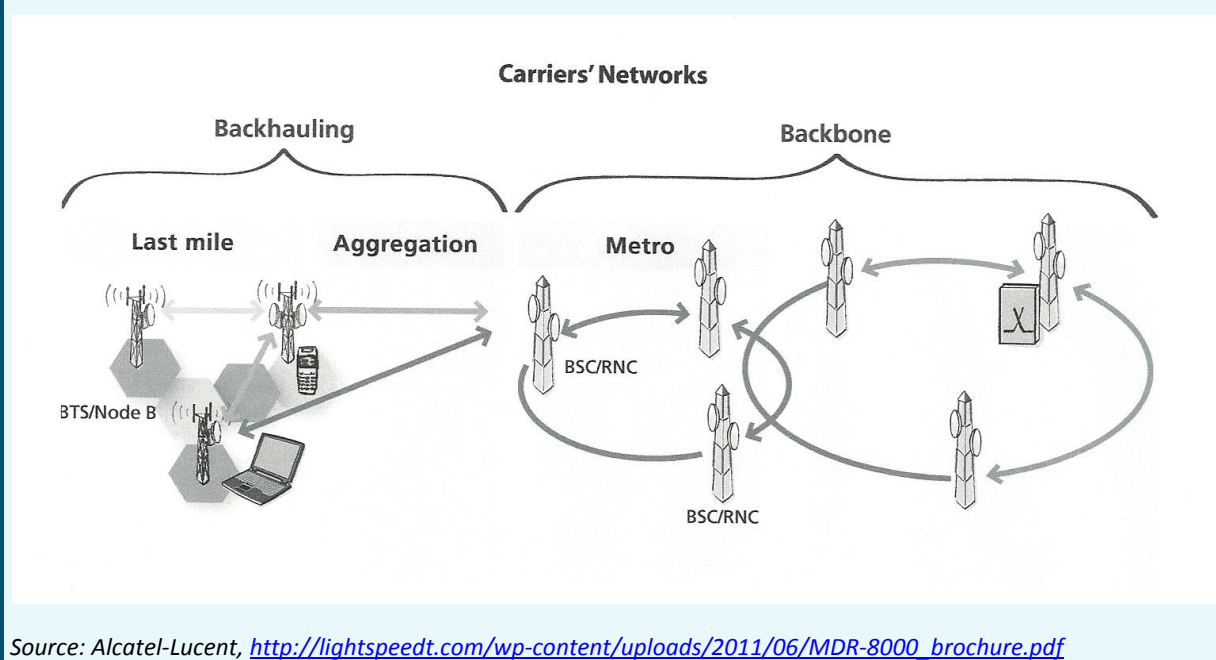 Carriers' Networks
Backhauling
Backbone
Last mile
Aggregation
Metro
BTS/Node B
BSC/RNC
BSC/RNC
Source: Alcatel-Lucent, http://lightspeedt.com/wp-content/uploads/2011/06/MDR-8000_brochure.pdf